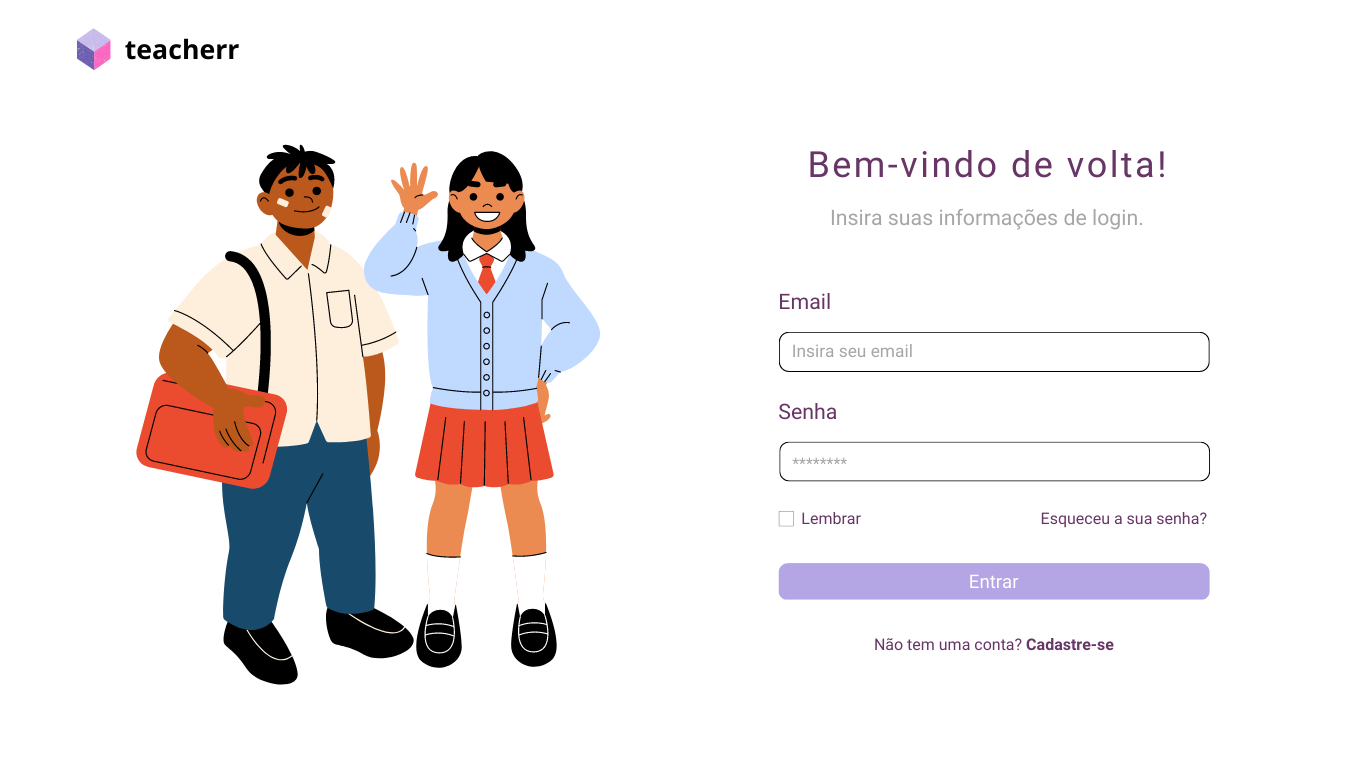 teacherr
Bem-vindo de volta!
Insira suas informações de login.
Email
Insira seu email
Senha
********
Lembrar
Esqueceu a sua senha?
Entrar
Não tem uma conta? Cadastre-se